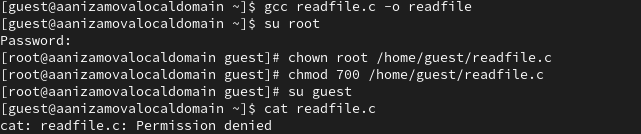 [guest@aanizamovalocaldomain ~]$ gcc readfile.c -o readfile
[guest@aanizamovalocaldomain ~]$ su root
Password:
[root@aanizamovalocaldomain guest]# chown root /home/guest/readfile.c
[root@aanizamovalocaldomain guest]# chmod 700 /home/guest/readfile.c
[root@aanizamovalocaldomain guest]# su guest
[guest@aanizamovalocaldomain ~]$ cat readfile.c
cat: readfile.c: Permission denied